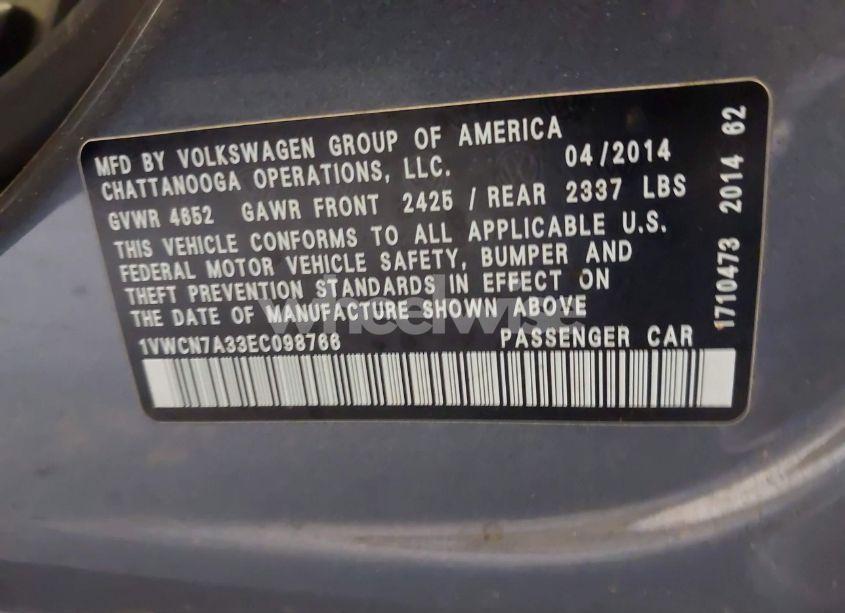 MFD BY VOLKSWAGEN GROUP OF AMERICA
CHATTANOOGA OPERATIONS, LLC. 04/2014
GVWR 4652 GAWR FRONT 2425 / REAR 2337 LBS
THIS VEHICLE CONFORMS TO ALL APPLICABLE U.S.
FEDERAL MOTOR VEHICLE SAFETY, BUMPER AND
THEFT PREVENTION STANDARDS IN EFFECT ON
THE DATE OF MANUFACTURE SHOWN ABOVE
1VWCN7A33EC098766 PASSENGER CAR
1710473 2014 62
wheelwise